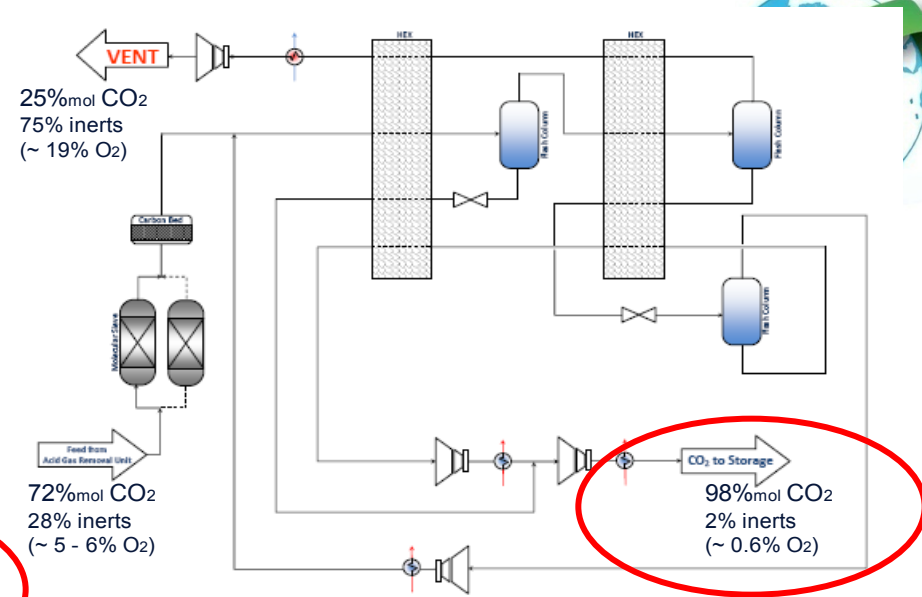 HEX
HEX
VENT
25%mol CO2
75% inerts
(~ 19% O2)
Flash Column
Flash Column
Carbon Bed
Molecular Sieve
Flash Column
Feed from
Acid Gas Removal Unit
72%mol CO2
28% inerts
(~ 5 - 6% O2)
CO2 to Storage
98%mol CO2
2% inerts
(~ 0.6% O2)